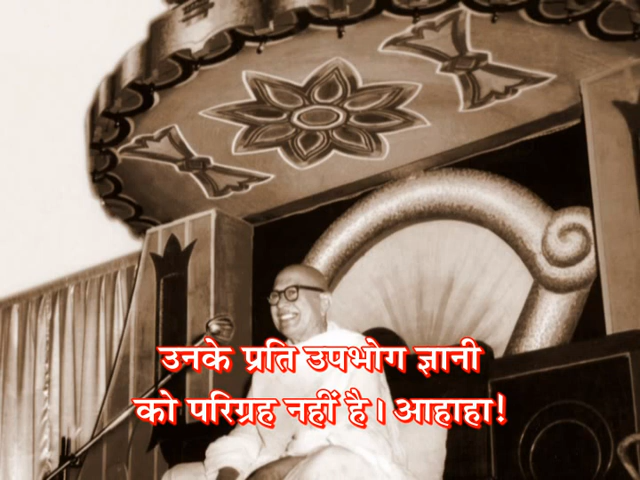 उनके प्रति उपभोग ज्ञानी
को परिग्रह नहीं है। आहाहा!